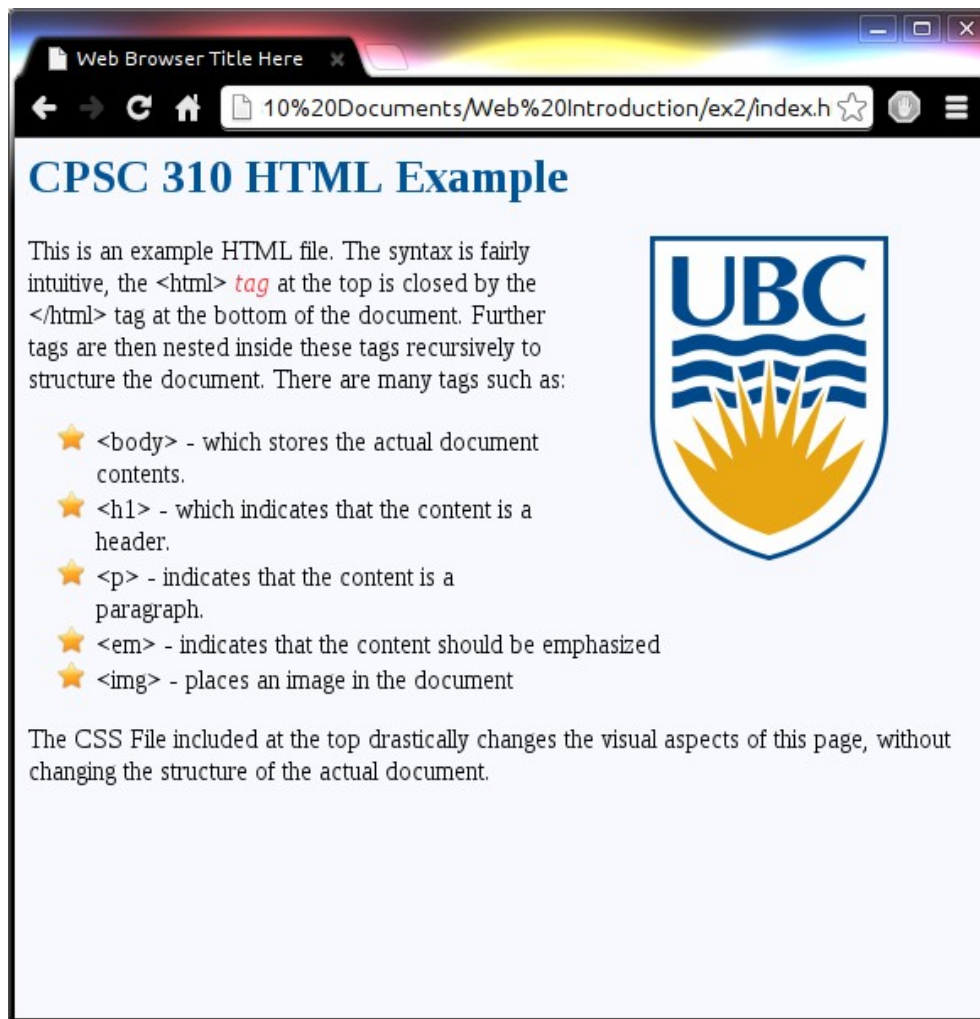 Web Browser Title Here
10%20Documents/Web%20Introduction/ex2/index.h
CPSC 310 HTML Example
This is an example HTML file. The syntax is fairly
intuitive, the <html> tag at the top is closed by the
</html> tag at the bottom of the document. Further
tags are then nested inside these tags recursively to
structure the document. There are many tags such as:
UBC
<body> - which stores the actual document
contents.
<h1> - which indicates that the content is a
header.
<p> - indicates that the content is a
paragraph.
<em> - indicates that the content should be emphasized
<img> - places an image in the document
The CSS File included at the top drastically changes the visual aspects of this page, without
changing the structure of the actual document.